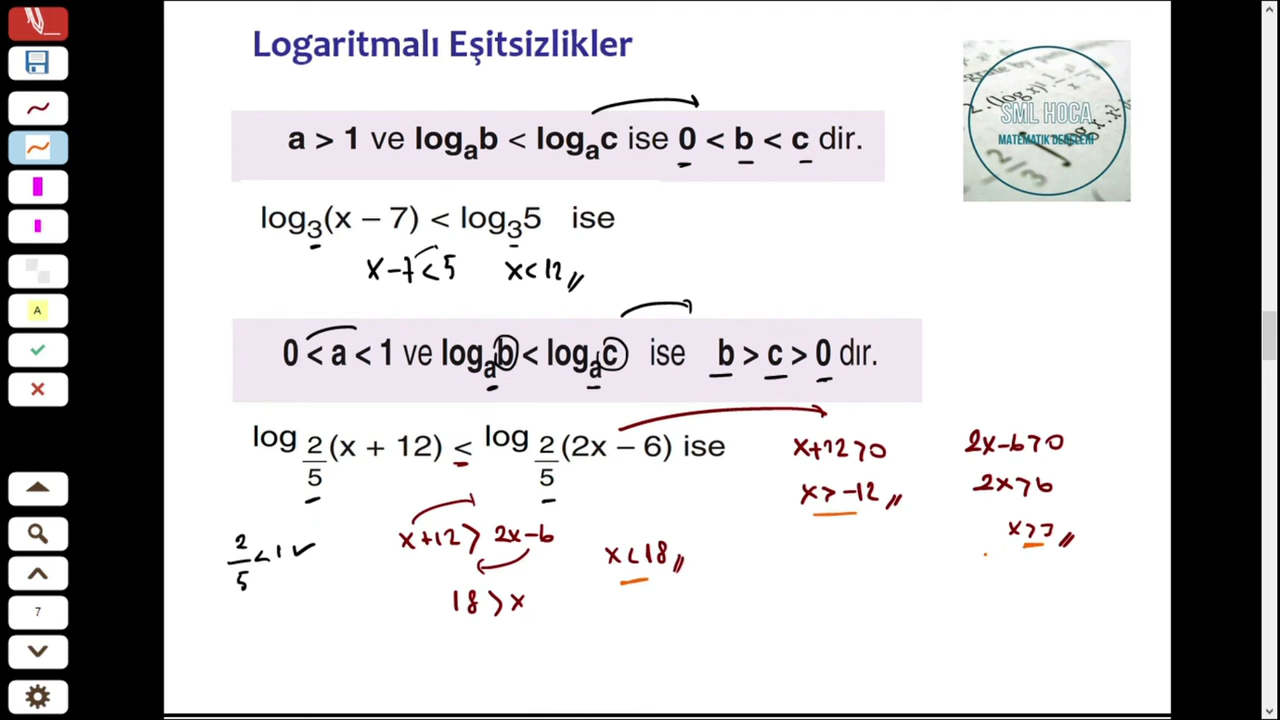 Logaritmalı Eşitsizlikler
SML HOCA
MATEMATİK DERSLERİ
a > 1 ve logab < logac ise 0 < b < c dir.
log3(x – 7) < log35 ise
x-7<5 x<12
0 < a < 1 ve logab < logac ise b > c > 0 dır.
log 2/5 (x + 12) < log 2/5 (2x – 6) ise
x+12>0 2x-6>0
x>-12 2x>6
x>3
2/5 <1 x+12> 2x-6 x<18
18>x
A
7